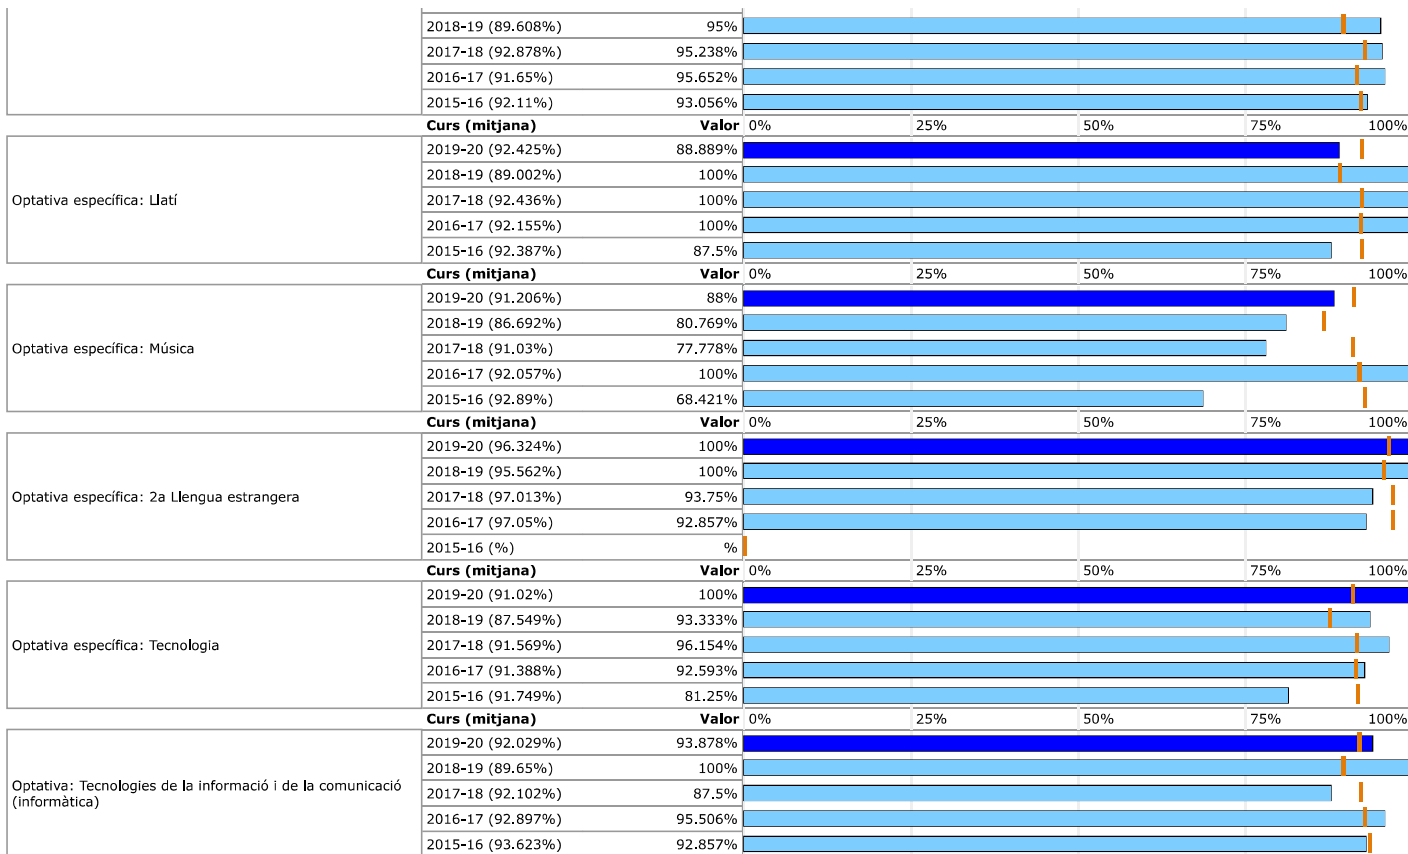 2018-19 (89.608%) 95%
2017-18 (92.878%) 95.238%
2016-17 (91.65%) 95.652%
2015-16 (92.11%) 93.056%
Curs (mitjana) Valor 0% 25% 50% 75% 100%
Optativa específica: Llatí
2019-20 (92.425%) 88.889%
2018-19 (89.002%) 100%
2017-18 (92.436%) 100%
2016-17 (92.155%) 100%
2015-16 (92.387%) 87.5%
Curs (mitjana) Valor 0% 25% 50% 75% 100%
Optativa específica: Música
2019-20 (91.206%) 88%
2018-19 (86.692%) 80.769%
2017-18 (91.03%) 77.778%
2016-17 (92.057%) 100%
2015-16 (92.89%) 68.421%
Curs (mitjana) Valor 0% 25% 50% 75% 100%
Optativa específica: 2a Llengua estrangera
2019-20 (96.324%) 100%
2018-19 (95.562%) 100%
2017-18 (97.013%) 93.75%
2016-17 (97.05%) 92.857%
2015-16 (%) %
Curs (mitjana) Valor 0% 25% 50% 75% 100%
Optativa específica: Tecnologia
2019-20 (91.02%) 100%
2018-19 (87.549%) 93.333%
2017-18 (91.569%) 96.154%
2016-17 (91.388%) 92.593%
2015-16 (91.749%) 81.25%
Curs (mitjana) Valor 0% 25% 50% 75% 100%
Optativa: Tecnologies de la informació i de la comunicació
(informàtica)
2019-20 (92.029%) 93.878%
2018-19 (89.65%) 100%
2017-18 (92.102%) 87.5%
2016-17 (92.897%) 95.506%
2015-16 (93.623%) 92.857%